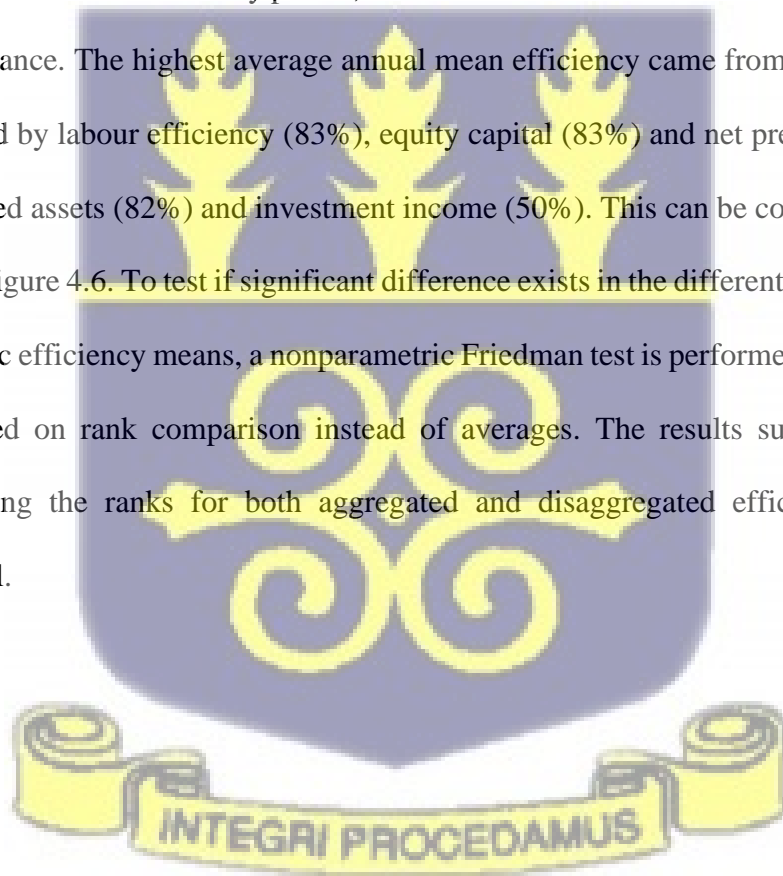 ance. The highest average annual mean efficiency came from
d by labour efficiency (83%), equity capital (83%) and net pre
ed assets (82%) and investment income (50%). This can be co
igure 4.6. To test if significant difference exists in the different
c efficiency means, a nonparametric Friedman test is performe
ed on rank comparison instead of averages. The results su
ng the ranks for both aggregated and disaggregated effic
l.
INTEGRI PROCEDAMUS